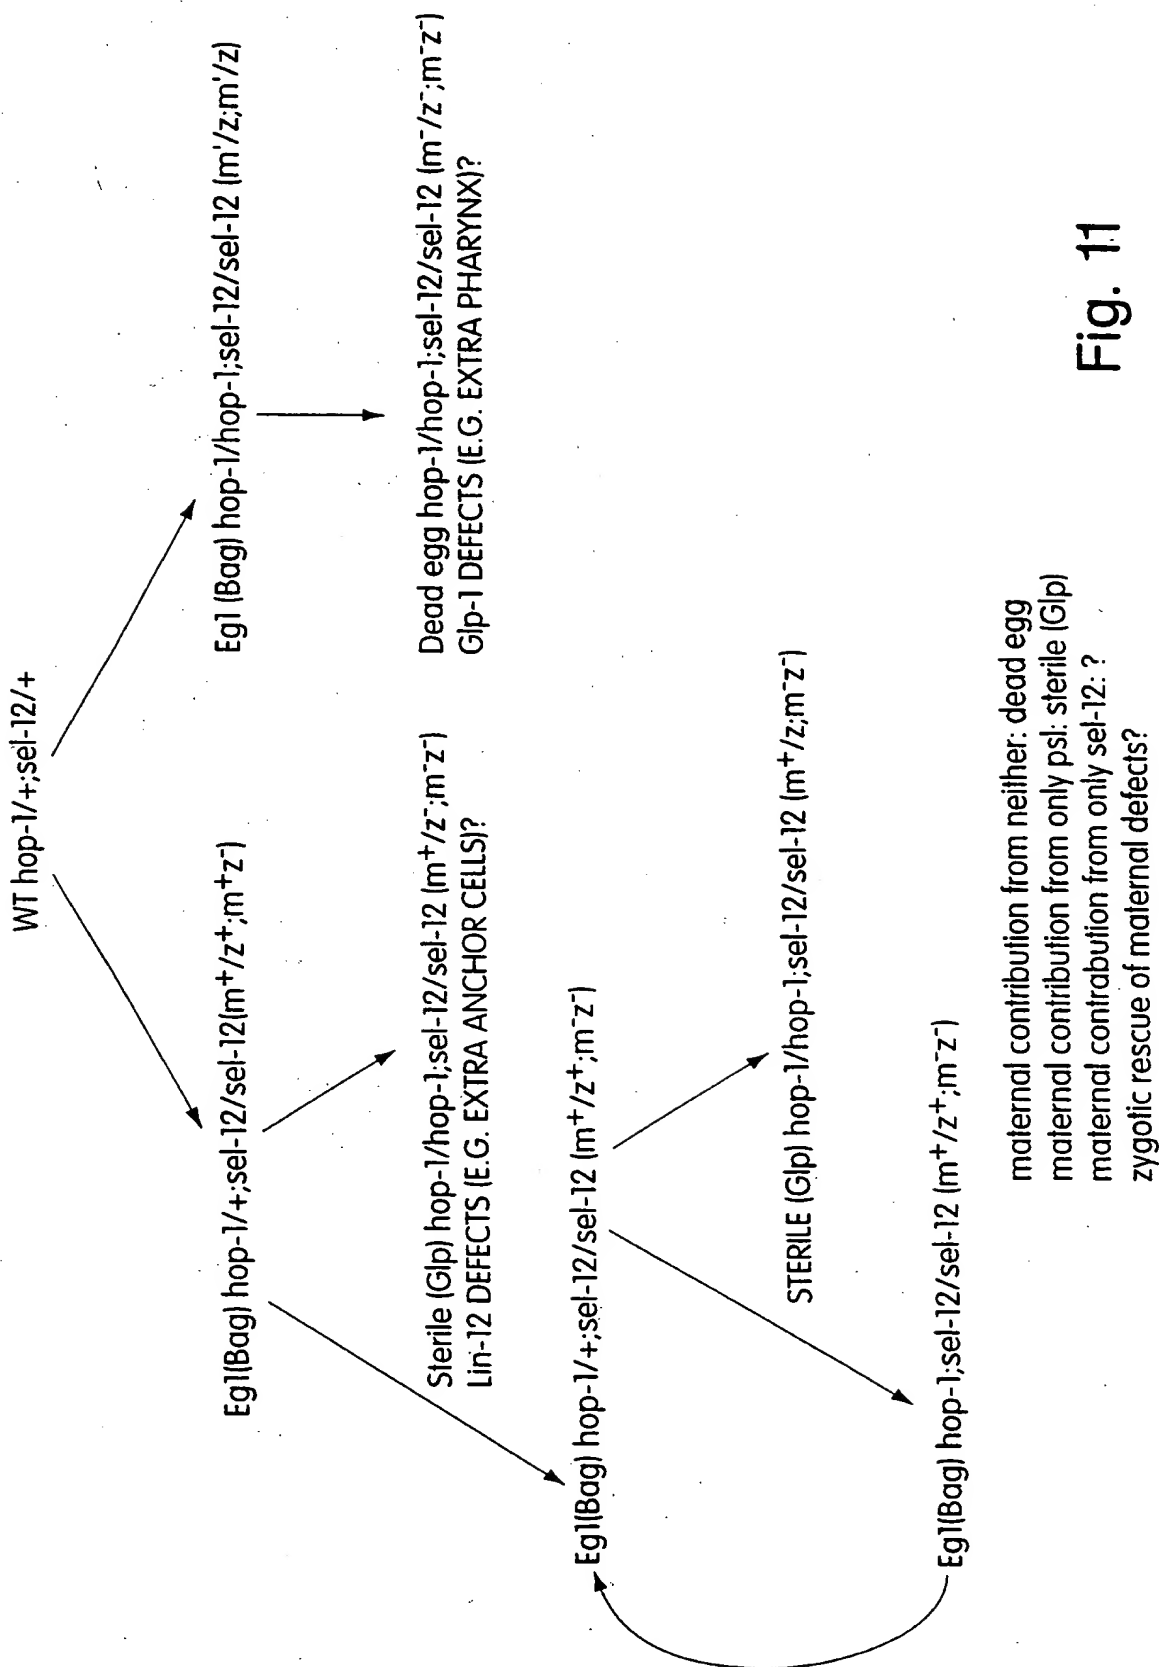 WT hop-1/+;sel-12/+
Egl(Bag) hop-1/+;sel-12/sel-12(m⁺/z⁺;m⁺z⁻)
Egl (Bag) hop-1/hop-1;sel-12/sel-12 (m'/z;m'/z)
Sterile (Glp) hop-1/hop-1;sel-12/sel-12 (m⁺/z⁻;m⁻z⁻)
Lin-12 DEFECTS (E.G. EXTRA ANCHOR CELLS)?
Dead egg hop-1/hop-1;sel-12/sel-12 (m⁻/z⁻;m⁻z⁻)
Glp-1 DEFECTS (E.G. EXTRA PHARYNX)?
Egl(Bag) hop-1/+;sel-12/sel-12 (m⁺/z⁺;m⁻z⁻)
STERILE (Glp) hop-1/hop-1;sel-12/sel-12 (m⁺/z;m⁻z⁻)
Egl(Bag) hop-1;sel-12/sel-12 (m⁺/z⁺;m⁻z⁻)
maternal contribution from neither: dead egg
maternal contribution from only psl: sterile (Glp)
maternal contrabution from only sel-12: ?
zygotic rescue of maternal defects?
Fig. 11